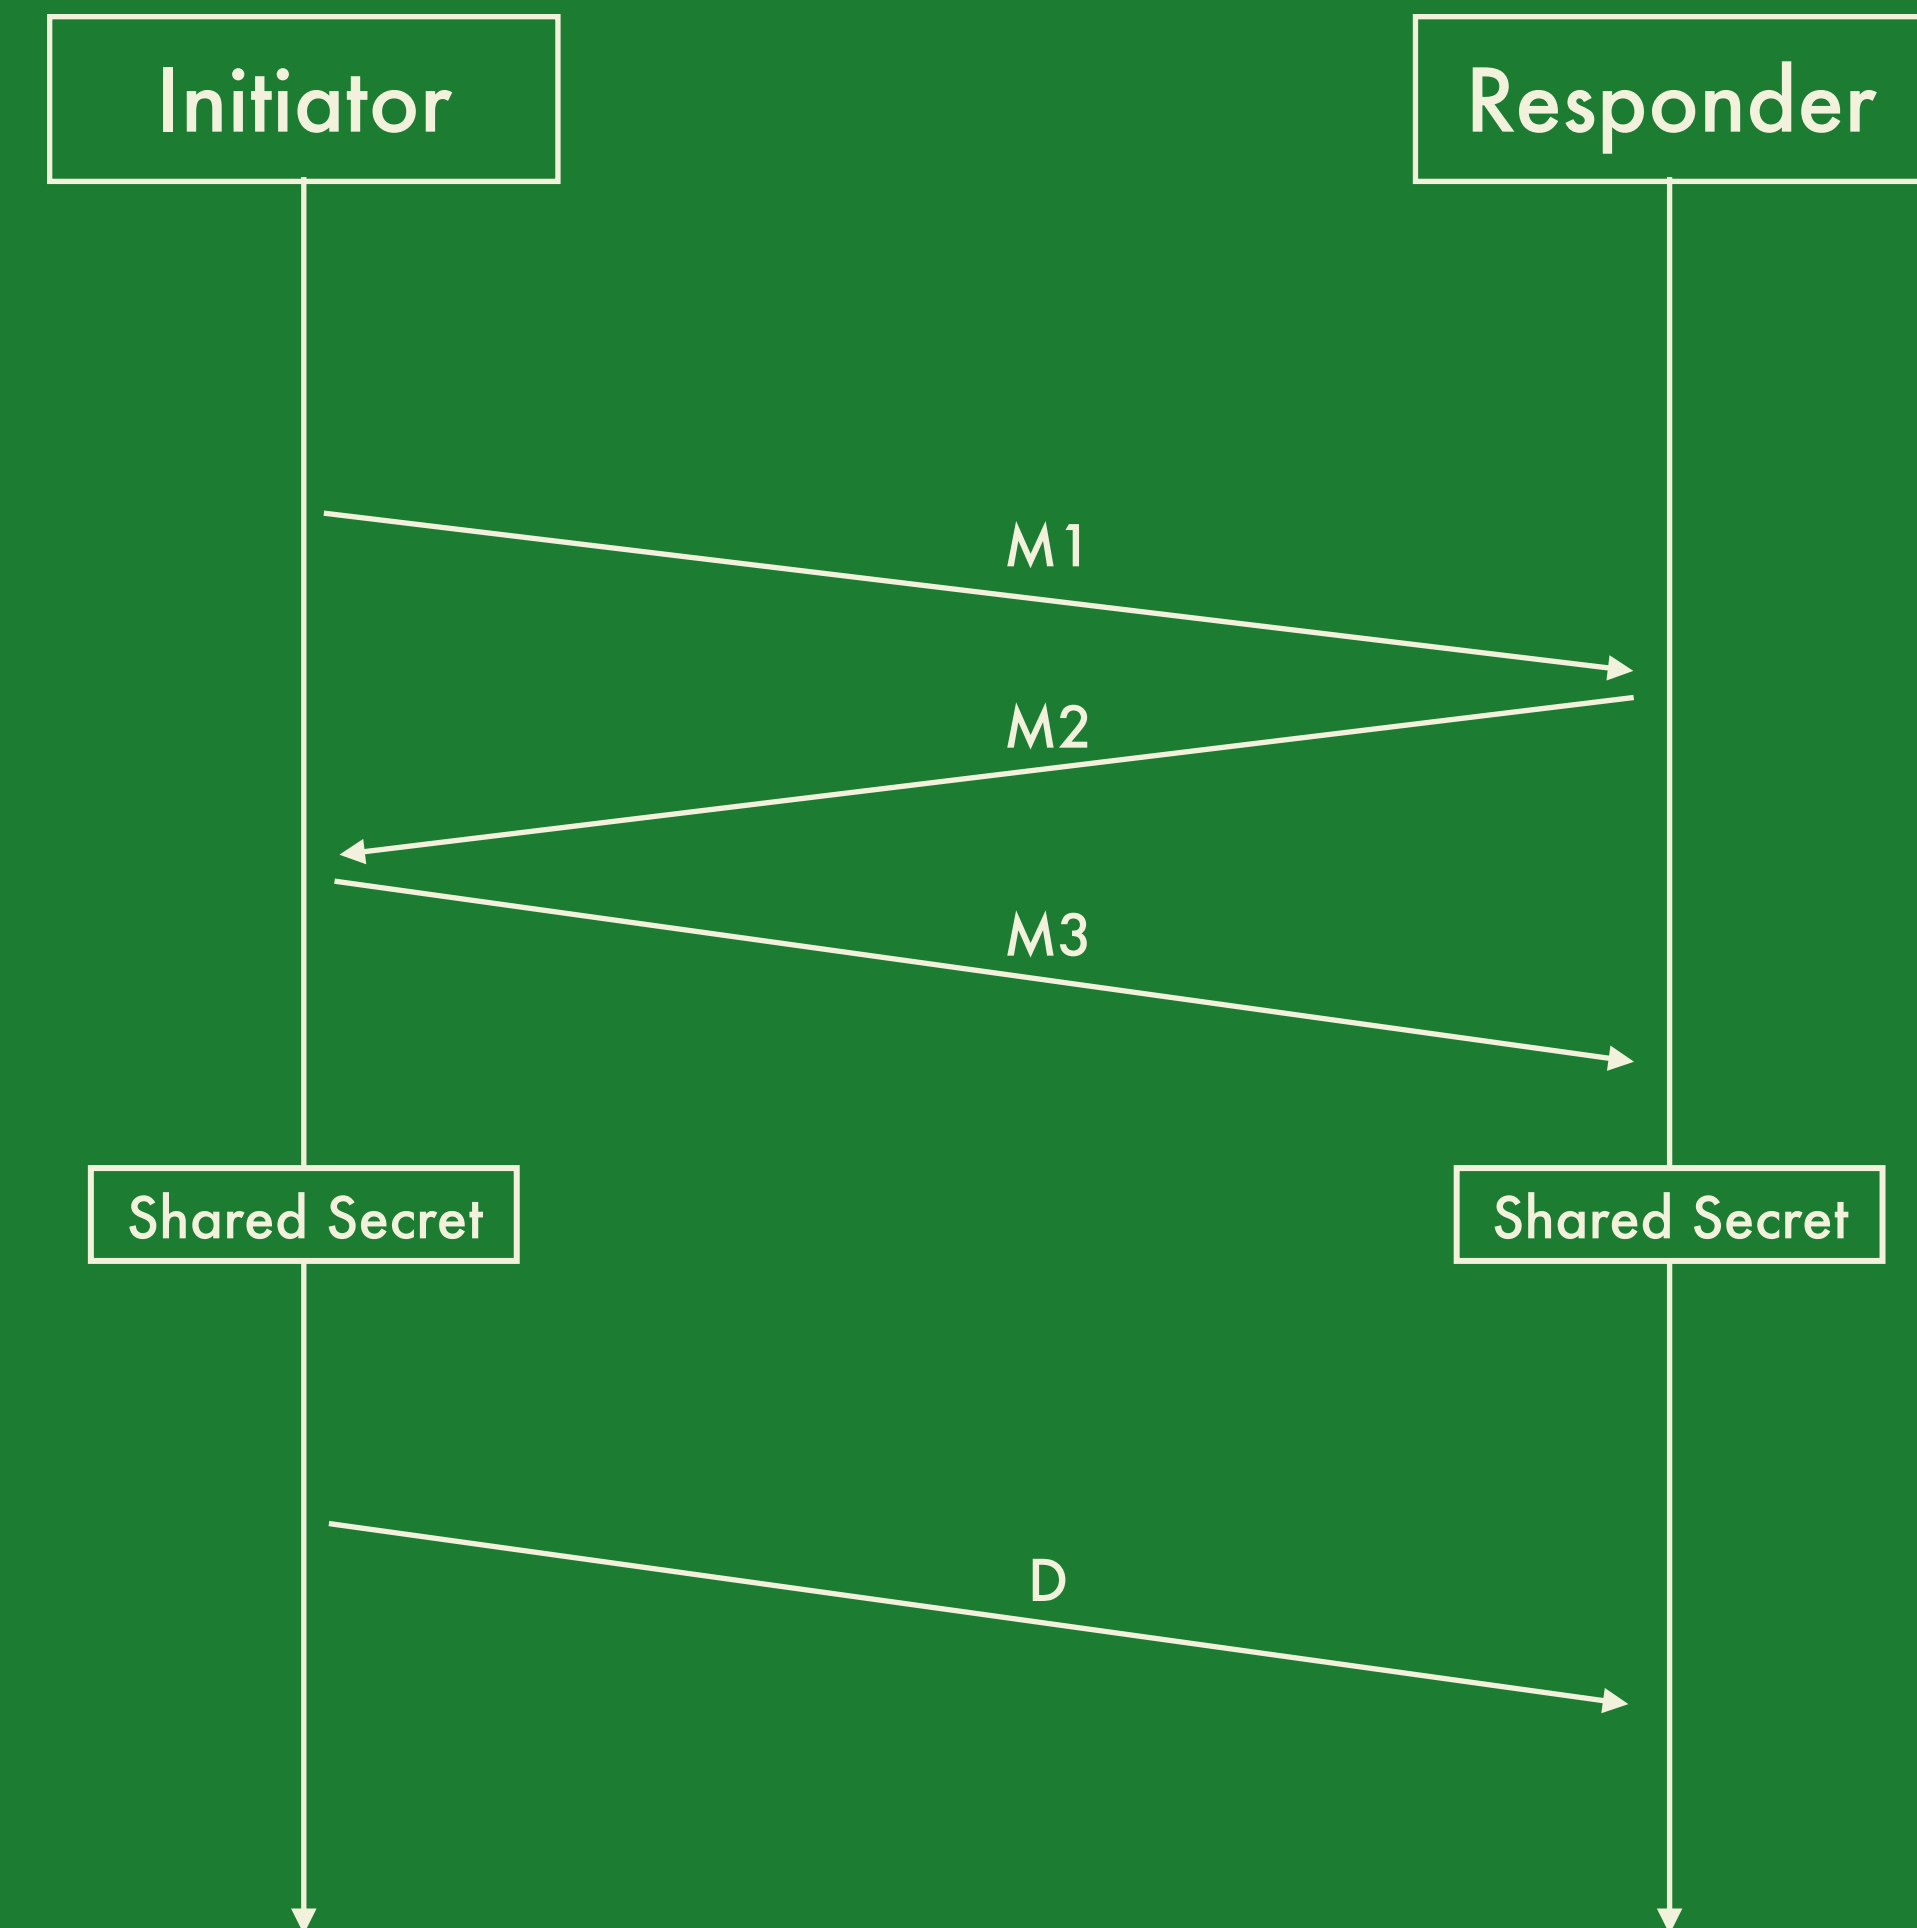 Initiator
Responder
M1
M2
M3
Shared Secret
Shared Secret
D